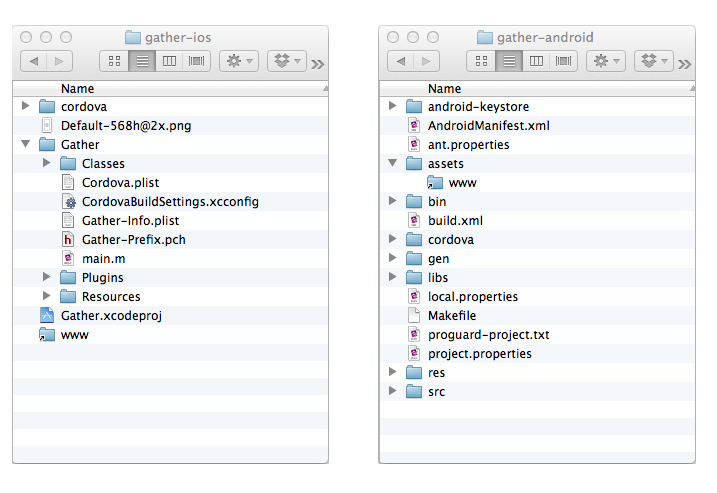 gather-ios
Name
cordova
Default-568h@2x.png
Gather
Classes
Cordova.plist
CordovaBuildSettings.xcconfig
Gather-Info.plist
Gather-Prefix.pch
main.m
Plugins
Resources
Gather.xcodeproj
www
gather-android
Name
android-keystore
AndroidManifest.xml
ant.properties
assets
www
bin
build.xml
cordova
gen
libs
local.properties
Makefile
proguard-project.txt
project.properties
res
src